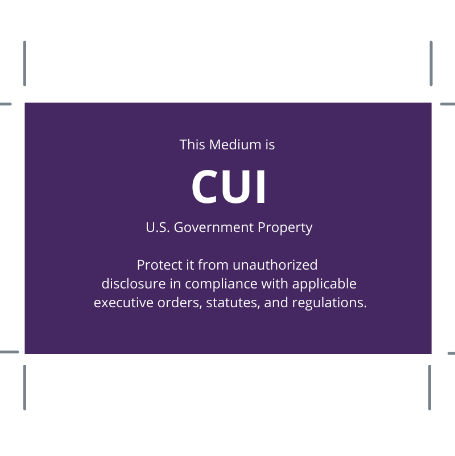 This Medium is
CUI
U.S. Government Property
Protect it from unauthorized
disclosure in compliance with applicable
executive orders, statutes, and regulations.